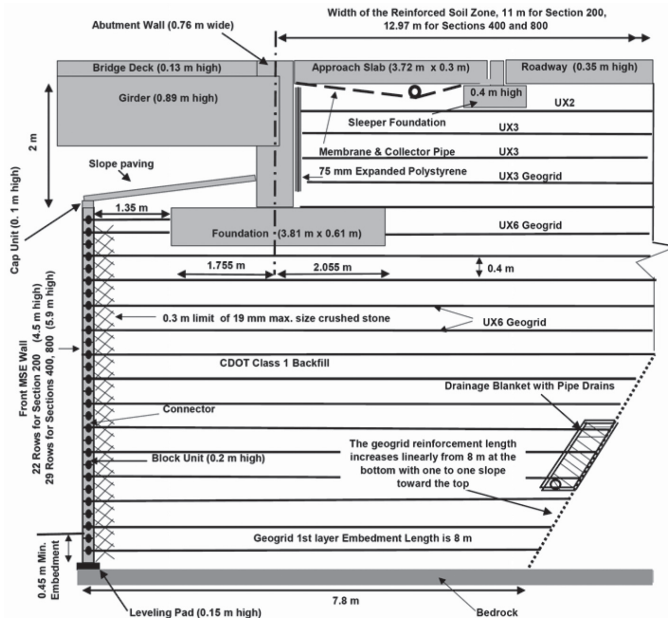 Width of the Reinforced Soil Zone, 11 m for Section 200,
12.97 m for Sections 400 and 800
Abutment Wall (0.76 m wide)
Bridge Deck (0.13 m high)
Approach Slab (3.72 m x 0.3 m)
Roadway (0.35 m high)
Girder (0.89 m high)
0.4 m high
UX2
Sleeper Foundation
UX3
2 m
Membrane & Collector Pipe
UX3
Slope paving
75 mm Expanded Polystyrene
UX3 Geogrid
Cap Unit (0. 1 m high)
1.35 m
Foundation (3.81 m x 0.61 m)
UX6 Geogrid
1.755 m
2.055 m
0.4 m
0.3 m limit of 19 mm max. size crushed stone
UX6 Geogrid
Front MSE Wall
22 Rows for Section 200 (4.5 m high)
29 Rows for Sections 400, 800 (5.9 m high)
CDOT Class 1 Backfill
Drainage Blanket with Pipe Drains
Connector
The geogrid reinforcement length
increases linearly from 8 m at the
bottom with one to one slope
toward the top
Block Unit (0.2 m high)
Geogrid 1st layer Embedment Length is 8 m
0.45 m Min.
Embedment
7.8 m
Leveling Pad (0.15 m high)
Bedrock